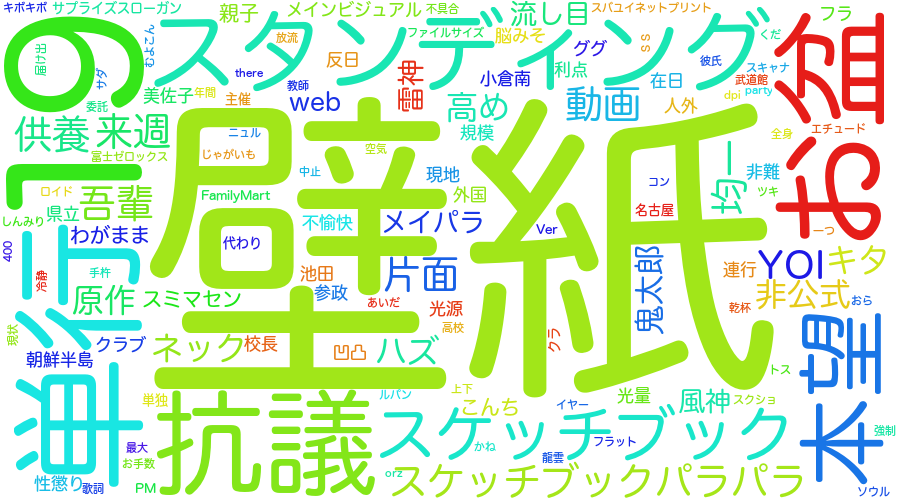 キボキボ サプライズスローガン 親子 メインビジュアル 不具合 流し目 スパユイネットプリント フラ
届け出 むよこん スタンディング お盆
9 サダ 放流 ファイルサイズ 脳みそ ググ ss 彼氏 くだ
委託 美佐子 年間 there 反日 教師 雷神 小倉南 利点 在日 スキャナ 武道館
供養 来週 主催 web 高め 動画 人外 dpi party
富士ゼロックス ニュル 規模 エチュード
じゃがいも 空気 均一 非難 全身
ロイド 吾輩 中止 現地 コン ツキ
しんみり 県立 FamilyMart 外国 名古屋 一つ
わがまま 代わり 不愉快 メイパラ Ver
400 手杵 壁紙 YOI キタ
冷静 単行 池田 片面 鬼太郎 連行
原作 スミマセン 参政 あいだ 光源 非公式 おら
現状 クラブ 校長 高校 クラ 乾杯 本望
朝鮮半島 ネック 凹凸 ハズ トス
単独 抗議 ルパン 上下 こんち イヤー 光量 風神 スクショ
最大 スケッチブック フラット 強制
お手数 かね 龍雲
性懲り 歌詞 PM orz スケッチブックパラパラ ソウル